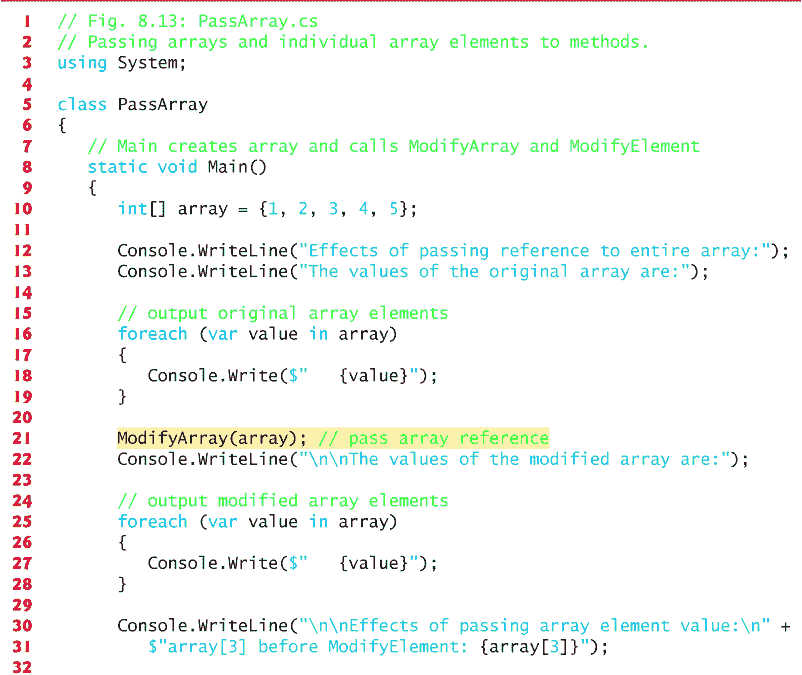 1 // Fig. 8.13: PassArray.cs
2 // Passing arrays and individual array elements to methods.
3 using System;
4
5 class PassArray
6 {
7 // Main creates array and calls ModifyArray and ModifyElement
8 static void Main()
9 {
10 int[] array = {1, 2, 3, 4, 5};
11
12 Console.WriteLine("Effects of passing reference to entire array:");
13 Console.WriteLine("The values of the original array are:");
14
15 // output original array elements
16 foreach (var value in array)
17 {
18 Console.Write($"   {value}");
19 }
20
21 ModifyArray(array); // pass array reference
22 Console.WriteLine("\n\nThe values of the modified array are:");
23
24 // output modified array elements
25 foreach (var value in array)
26 {
27 Console.Write($"   {value}");
28 }
29
30 Console.WriteLine("\n\nEffects of passing array element value:\n" +
31 $"array[3] before ModifyElement: {array[3]}");
32